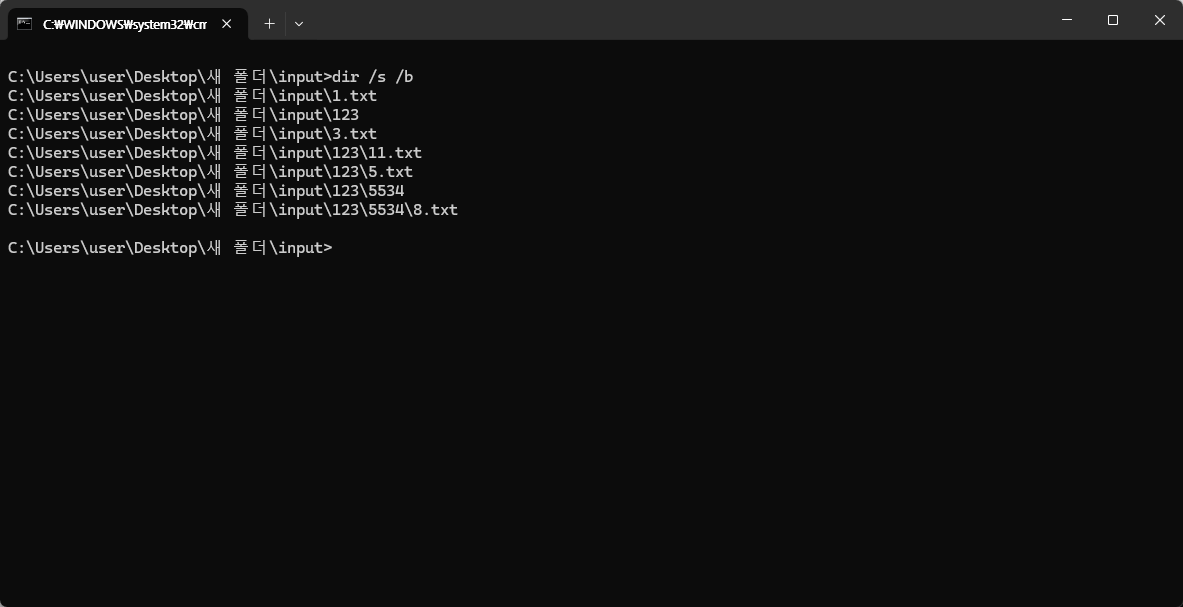 C:\WINDOWS\system32\cm
C:\Users\user\Desktop\새 폴더\input>dir /s /b
C:\Users\user\Desktop\새 폴더\input\1.txt
C:\Users\user\Desktop\새 폴더\input\123
C:\Users\user\Desktop\새 폴더\input\3.txt
C:\Users\user\Desktop\새 폴더\input\123\11.txt
C:\Users\user\Desktop\새 폴더\input\123\5.txt
C:\Users\user\Desktop\새 폴더\input\123\5534
C:\Users\user\Desktop\새 폴더\input\123\5534\8.txt
C:\Users\user\Desktop\새 폴더\input>